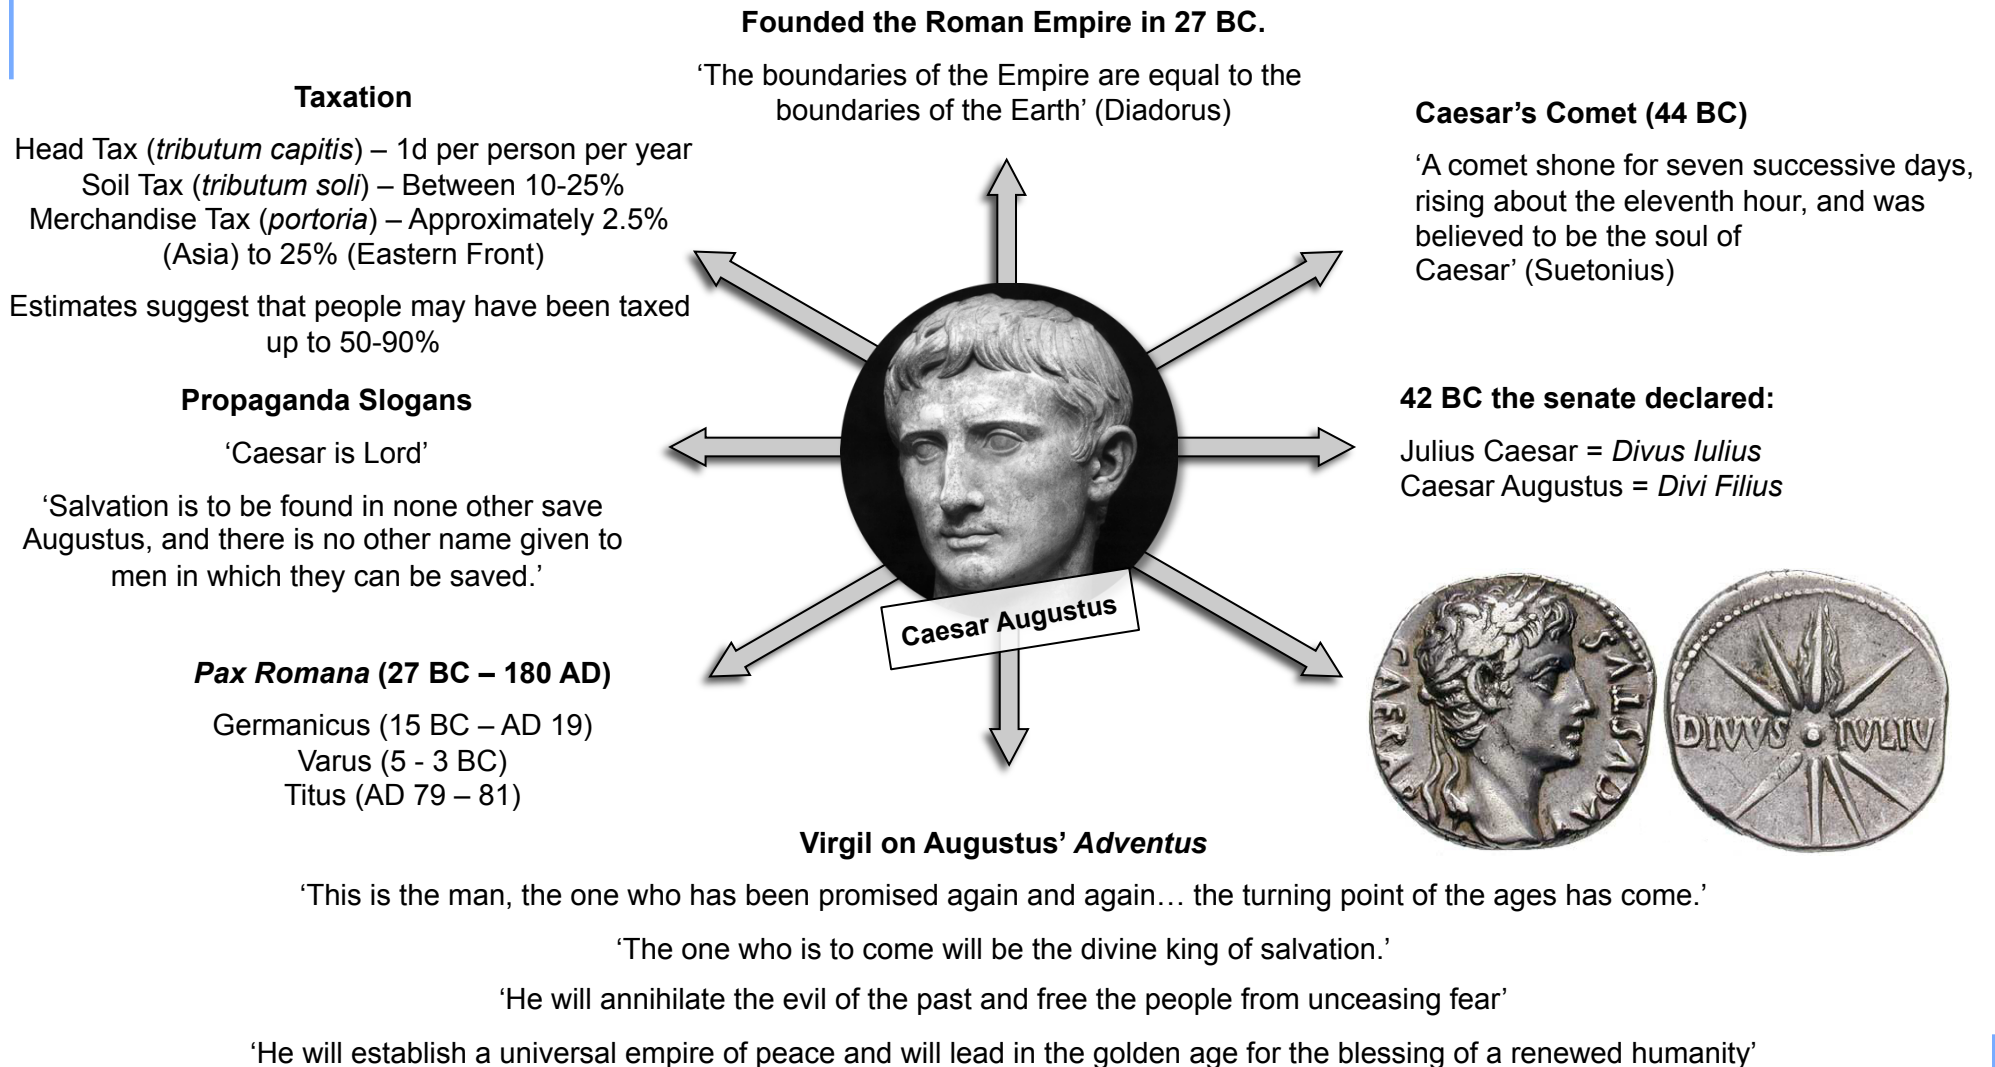 Founded the Roman Empire in 27 BC.
‘The boundaries of the Empire are equal to the
boundaries of the Earth’ (Diadorus)
Taxation
Head Tax (tributum capitis) – 1d per person per year
Soil Tax (tributum soli) – Between 10-25%
Merchandise Tax (portoria) – Approximately 2.5%
(Asia) to 25% (Eastern Front)
Estimates suggest that people may have been taxed
up to 50-90%
Propaganda Slogans
‘Caesar is Lord’
‘Salvation is to be found in none other save
Augustus, and there is no other name given to
men in which they can be saved.’
Pax Romana (27 BC – 180 AD)
Germanicus (15 BC – AD 19)
Varus (5 - 3 BC)
Titus (AD 79 – 81)
Caesar Augustus
Caesar’s Comet (44 BC)
‘A comet shone for seven successive days,
rising about the eleventh hour, and was
believed to be the soul of
Caesar’ (Suetonius)
42 BC the senate declared:
Julius Caesar = Divus Iulius
Caesar Augustus = Divi Filius
CAESAR
AVGVSTVS
DIVVS IVLIV
Virgil on Augustus’ Adventus
‘This is the man, the one who has been promised again and again… the turning point of the ages has come.’
‘The one who is to come will be the divine king of salvation.’
‘He will annihilate the evil of the past and free the people from unceasing fear’
‘He will establish a universal empire of peace and will lead in the golden age for the blessing of a renewed humanity’